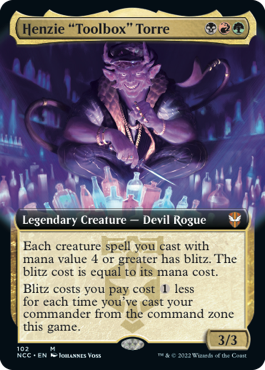 Henzie "Toolbox" Torre
Legendary Creature — Devil Rogue
Each creature spell you cast with
mana value 4 or greater has blitz. The
blitz cost is equal to its mana cost.
Blitz costs you pay cost 1 less
for each time you've cast your
commander from the command zone
this game.
3/3
102 M
NCC • EN Johannes Voss
™ & © 2022 Wizards of the Coast